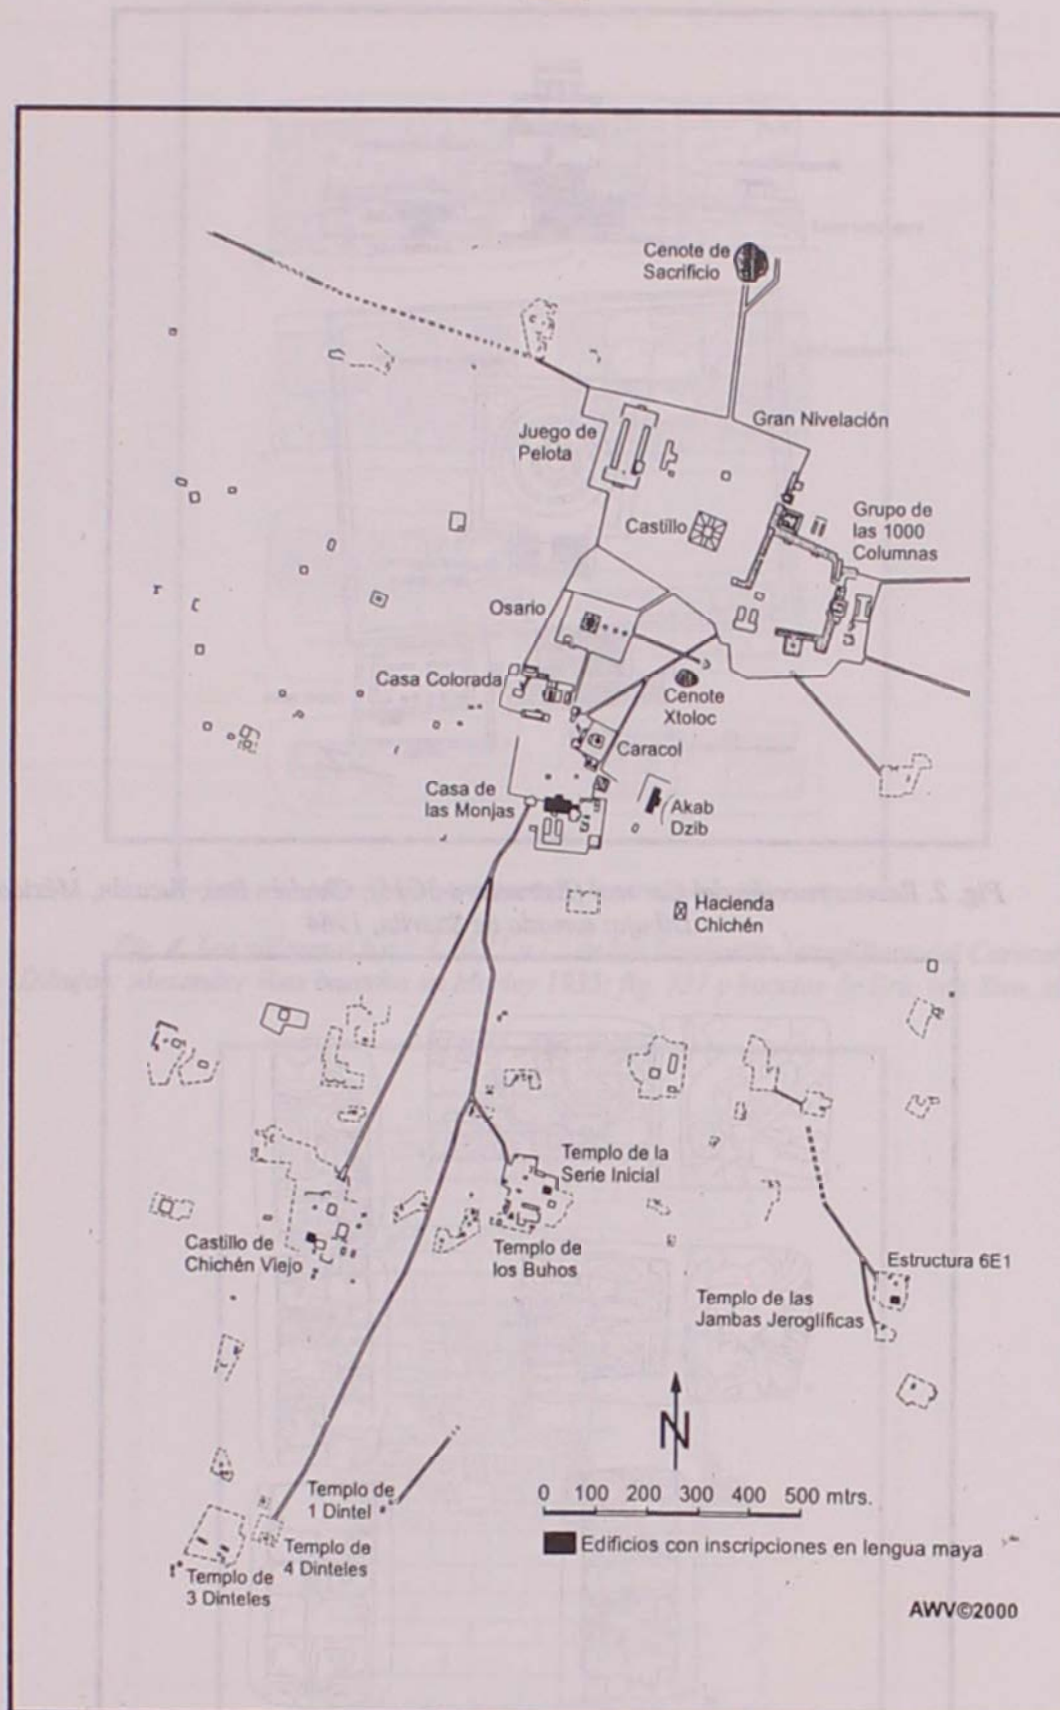 Cenote de
Sacrificio
Gran Nivelación
Juego de
Pelota
Castillo
Grupo de
las 1000
Columnas
Osario
Casa Colorada
Cenote
Xtoloc
Caracol
Casa de
las Monjas
Akab
Dzib
Hacienda
Chichén
Templo de la
Serie Inicial
Castillo de
Chichén Viejo
Templo de
los Buhos
Estructura 6E1
Templo de las
Jambas Jeroglíficas
N
Templo de
1 Dintel
0 100 200 300 400 500 mtrs.
Templo de
4 Dinteles
Edificios con inscripciones en lengua maya
Templo de
3 Dinteles
AWV©2000